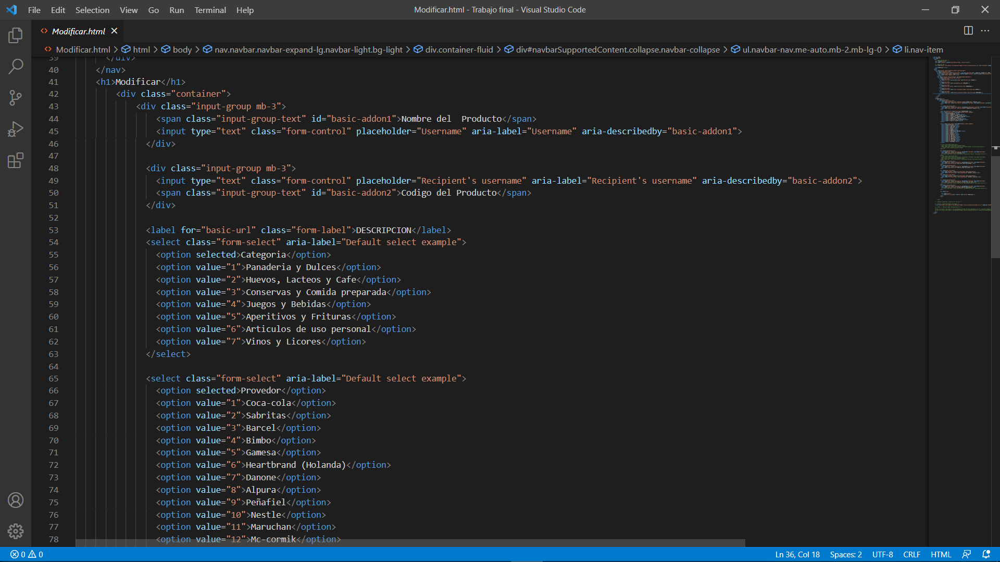 File Edit Selection View Go Run Terminal Help
Modificar.html - Trabajo final - Visual Studio Code
Modificar.html
Modificar.html > html > body > nav.navbar.navbar-expand-lg.navbar-light.bg-light > div.container-fluid > div#navbarSupportedContent.collapse.navbar-collapse > ul.navbar-nav.me-auto.mb-2.mb-lg-0 > li.nav-item
39 </div>
40 </nav>
41 <h1>Modificar</h1>
42 <div class="container">
43 <div class="input-group mb-3">
44 <span class="input-group-text" id="basic-addon1">Nombre del  Producto</span>
45 <input type="text" class="form-control" placeholder="Username" aria-label="Username" aria-describedby="basic-addon1">
46 </div>
47
48 <div class="input-group mb-3">
49 <input type="text" class="form-control" placeholder="Recipient's username" aria-label="Recipient's username" aria-describedby="basic-addon2">
50 <span class="input-group-text" id="basic-addon2">Codigo del Producto</span>
51 </div>
52
53 <label for="basic-url" class="form-label">DESCRIPCION</label>
54 <select class="form-select" aria-label="Default select example">
55 <option selected>Categoria</option>
56 <option value="1">Panaderia y Dulces</option>
57 <option value="2">Huevos, Lacteos y Cafe</option>
58 <option value="3">Conservas y Comida preparada</option>
59 <option value="4">Juegos y Bebidas</option>
60 <option value="5">Aperitivos y Frituras</option>
61 <option value="6">Articulos de uso personal</option>
62 <option value="7">Vinos y Licores</option>
63 </select>
64
65 <select class="form-select" aria-label="Default select example">
66 <option selected>Provedor</option>
67 <option value="1">Coca-cola</option>
68 <option value="2">Sabritas</option>
69 <option value="3">Barcel</option>
70 <option value="4">Bimbo</option>
71 <option value="5">Gamesa</option>
72 <option value="6">Heartbrand (Holanda)</option>
73 <option value="7">Danone</option>
74 <option value="8">Alpura</option>
75 <option value="9">Peñafiel</option>
76 <option value="10">Nestle</option>
77 <option value="11">Maruchan</option>
78 <option value="12">Mc-cormik</option>
0 0
Ln 36, Col 18 Spaces: 2 UTF-8 CRLF HTML